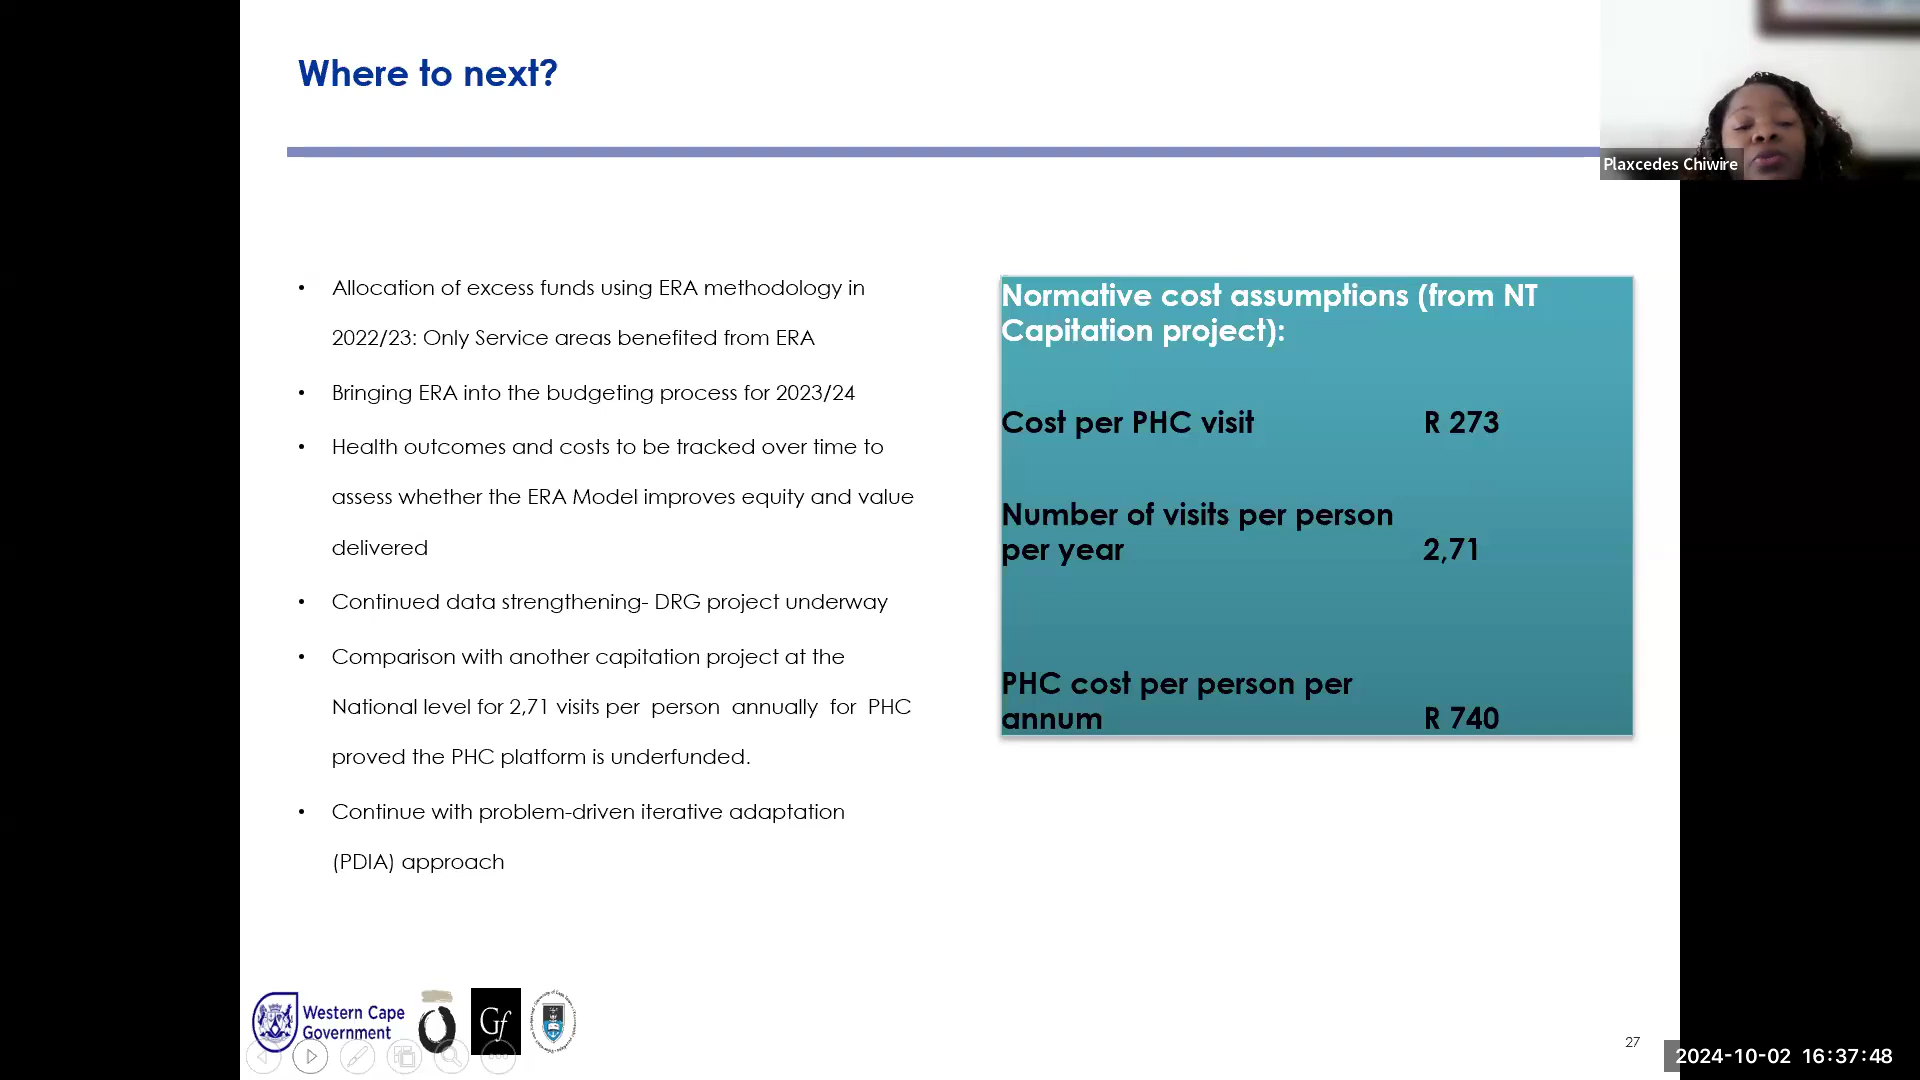 Where to next?
Plaxcedes Chiwire
• Allocation of excess funds using ERA methodology in
2022/23: Only Service areas benefited from ERA
• Bringing ERA into the budgeting process for 2023/24
• Health outcomes and costs to be tracked over time to
assess whether the ERA Model improves equity and value
delivered
• Continued data strengthening- DRG project underway
• Comparison with another capitation project at the
National level for 2,71 visits per person annually for PHC
proved the PHC platform is underfunded.
• Continue with problem-driven iterative adaptation
(PDIA) approach
Normative cost assumptions (from NT
Capitation project):
Cost per PHC visit R 273
Number of visits per person
per year 2,71
PHC cost per person per
annum R 740
Western Cape
Government
Gf
27
2024-10-02 16:37:48